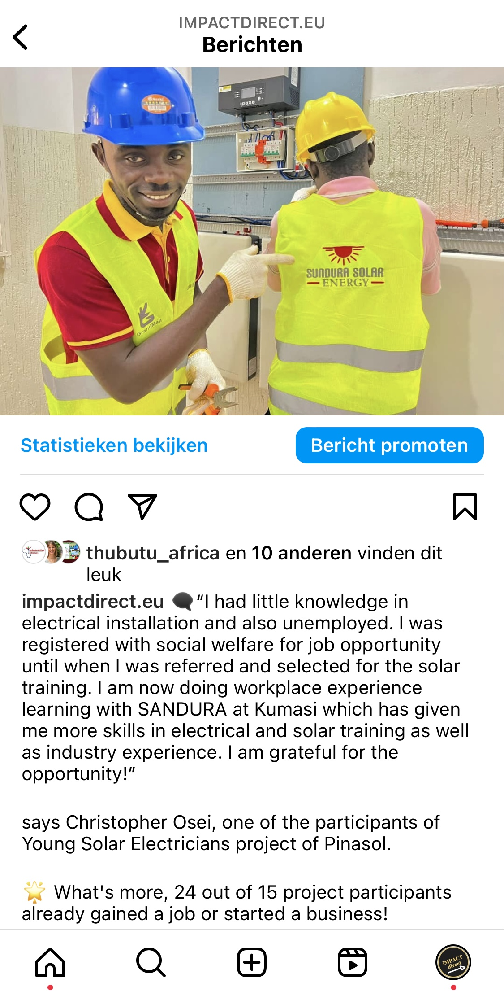 IMPACTDIRECT.EU
Berichten
Asaki
SUNDURA SOLAR
ENERGY
GrandMall
Statistieken bekijken
Bericht promoten
thubutu_africa en 10 anderen vinden dit
leuk
impactdirect.eu 🗨️“I had little knowledge in
electrical installation and also unemployed. I was
registered with social welfare for job opportunity
until when I was referred and selected for the solar
training. I am now doing workplace experience
learning with SANDURA at Kumasi which has given
me more skills in electrical and solar training as well
as industry experience. I am grateful for the
opportunity!”
says Christopher Osei, one of the participants of
Young Solar Electricians project of Pinasol.
🌟 What's more, 24 out of 15 project participants
already gained a job or started a business!
iMPACT
direct